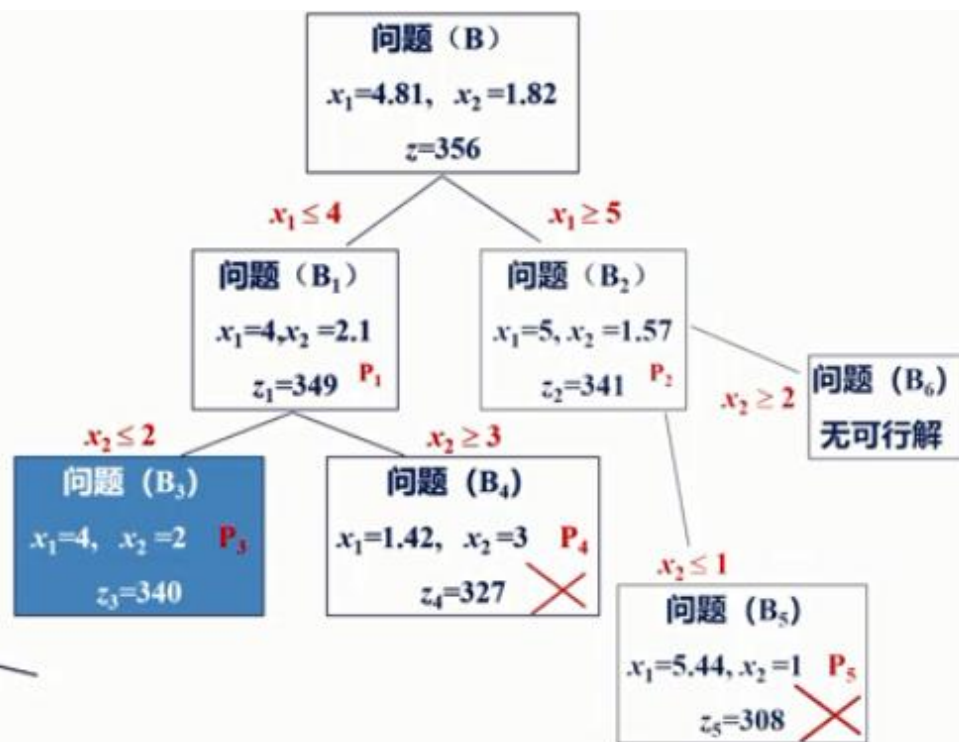 问题（B）
x₁=4.81, x₂=1.82
z=356
x₁ ≤ 4
x₁ ≥ 5
问题（B₁）
x₁=4,x₂=2.1
z₁=349 P₁
问题（B₂）
x₁=5, x₂=1.57
z₂=341 P₂
x₂ ≥ 2
问题（B₆）
无可行解
x₂ ≤ 2
x₂ ≥ 3
问题（B₃）
x₁=4, x₂=2 P₃
z₃=340
问题（B₄）
x₁=1.42, x₂=3 P₄
z₄=327
x₂ ≤ 1
问题（B₅）
x₁=5.44, x₂=1 P₅
z₅=308